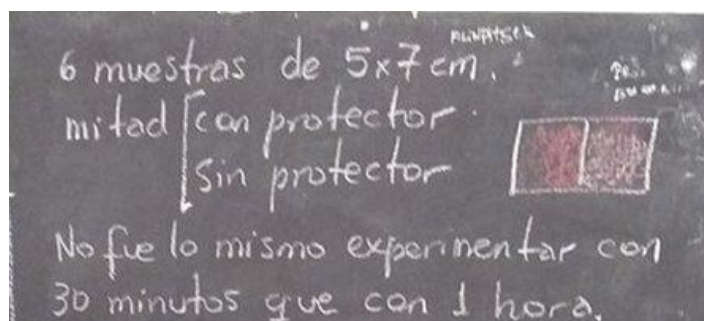 6 muestras de 5x7 cm.
mitad [con protector
sin protector
No fue lo mismo experimentar con
30 minutos que con 1 hora.